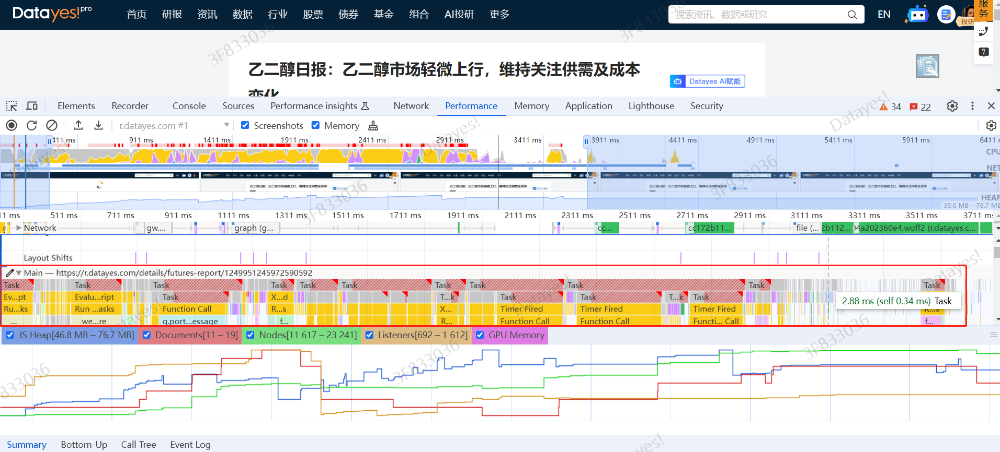 Datayes!pro 首页 研报 资讯 数据 行业 股票 债券 基金 组合 AI投研 更多 搜索资讯、数据或研究 EN 投研 服务
乙二醇日报：乙二醇市场轻微上行，维持关注供需及成本
变化
Datayes AI赋能
Elements Recorder Console Sources Performance insights Network Performance Memory Application Lighthouse Security 34 22
r.datayes.com #1 Screenshots Memory
411 ms 911 ms 1411 ms 1911 ms 2411 ms 2911 ms 3411 ms 3911 ms 4411 ms 4911 ms 5411 ms 5911 ms 6411 m
CPU
NET
HEAP
39.6 MB – 76.7 MB
11 ms 511 ms 711 ms 911 ms 1111 ms 1311 ms 1511 ms 1711 ms 1911 ms 2111 ms 2311 ms 2511 ms 2711 ms 2911 ms 3111 ms 3311 ms 3511 ms 3711 ms
Network gw.... graph (g... cc... cc172b11... file (... 2b112... 04a202360e4.woff2 (r.datayes.c...
Layout Shifts
Main — https://r.datayes.com/details/futures-report/1249951245972590592
Task Task Task Task Task Task Task Task Task Task Task
Ev...pt Evalu...ript Task X...d T...k Task Task T...k Task
2.88 ms (self 0.34 ms) Task
Ru...ks Run ...asks Function Call R...s X... Timer Fired Timer Fired Timer Fired R...s
... we...re g.port...essage f... R... Function Call Function Call Functi... Call f...
JS Heap[46.8 MB – 76.7 MB] Documents[11 – 19] Nodes[11 617 – 23 241] Listeners[692 – 1 612] GPU Memory
Summary Bottom-Up Call Tree Event Log
3F833036
3F833036
Datayes!
Datayes!
3F833036
3F833036
3F833036
Datayes!
Datayes!
3F833036
3F833036
3F833036